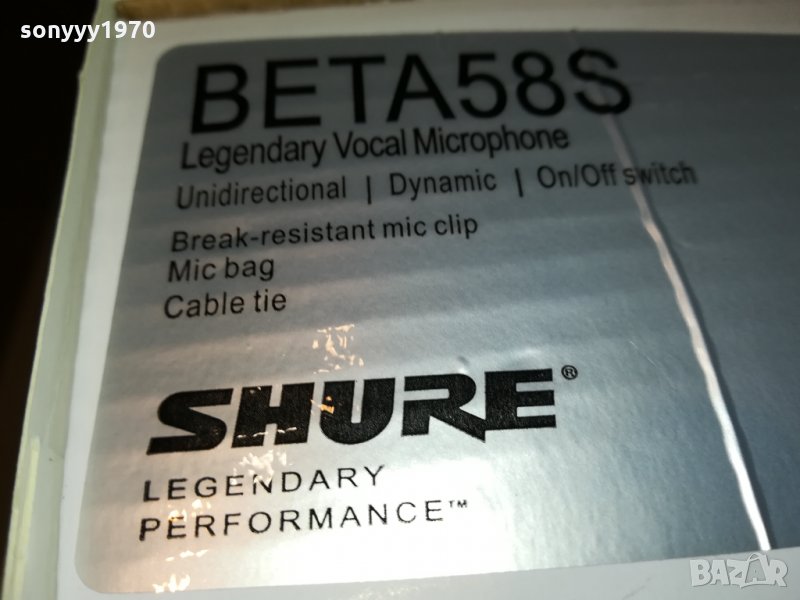 sonyyy1970
BETA58S
Legendary Vocal Microphone
Unidirectional | Dynamic | On/Off switch
Break-resistant mic clip
Mic bag
Cable tie
SHURE®
LEGENDARY
PERFORMANCE™
BAZAR